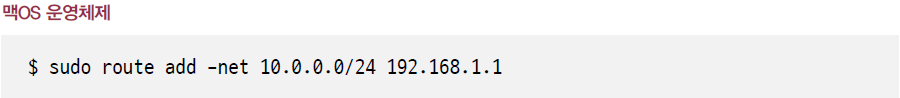 맥OS 운영체제
$ sudo route add –net 10.0.0.0/24 192.168.1.1